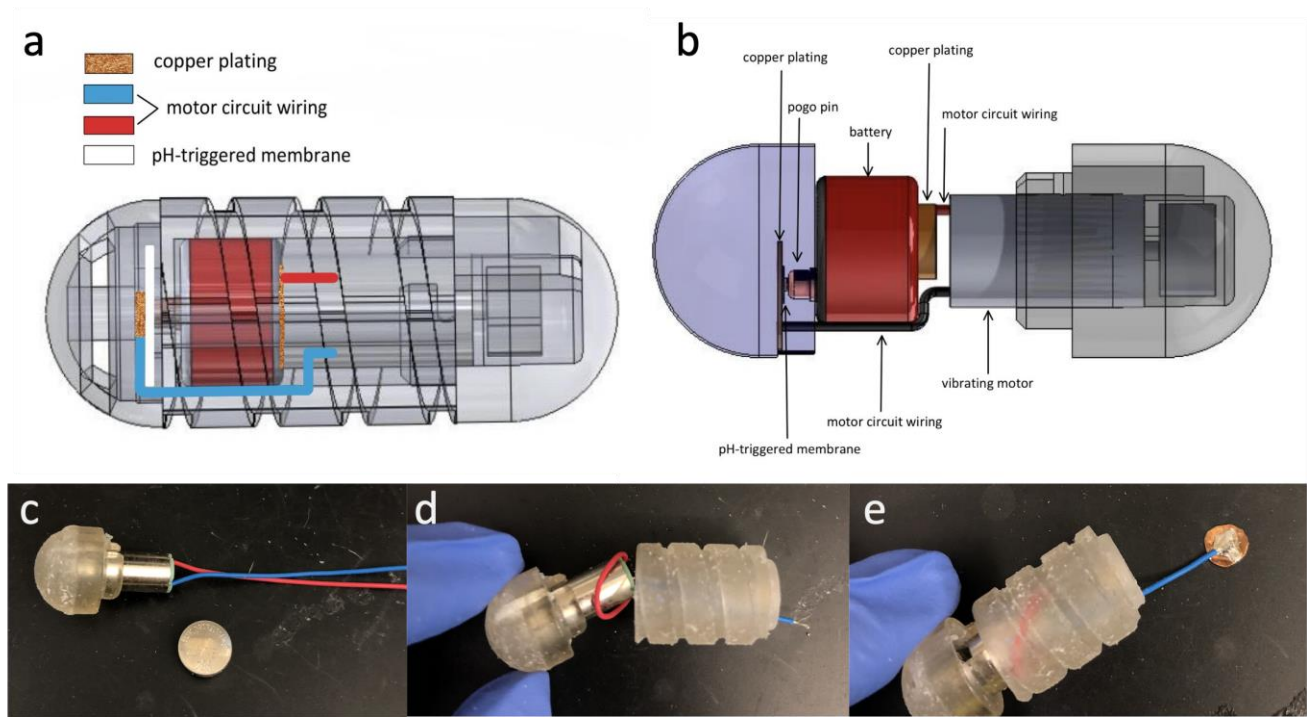 a
copper plating
motor circuit wiring
pH-triggered membrane
b
copper plating
copper plating
pogo pin
motor circuit wiring
battery
vibrating motor
motor circuit wiring
pH-triggered membrane
c
d
e